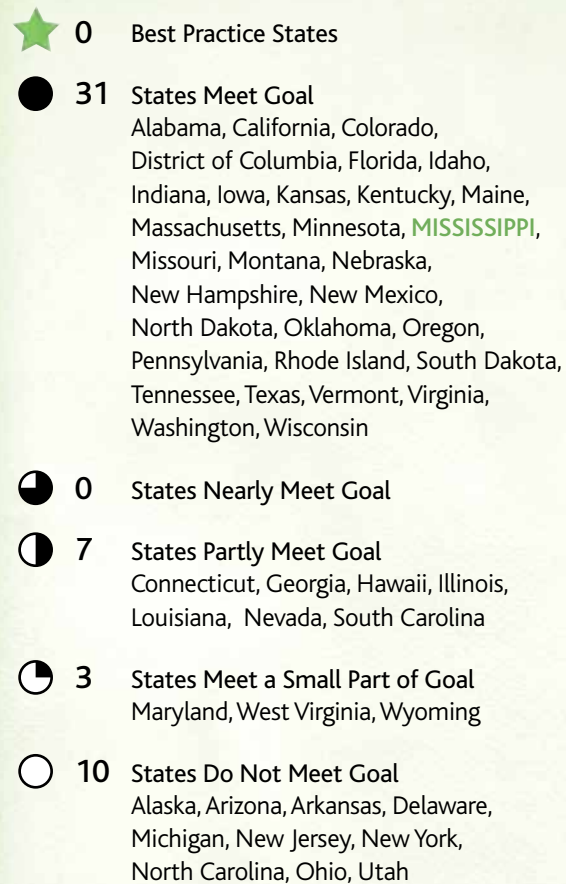 0 Best Practice States
31 States Meet Goal
Alabama, California, Colorado,
District of Columbia, Florida, Idaho,
Indiana, Iowa, Kansas, Kentucky, Maine,
Massachusetts, Minnesota, MISSISSIPPI,
Missouri, Montana, Nebraska,
New Hampshire, New Mexico,
North Dakota, Oklahoma, Oregon,
Pennsylvania, Rhode Island, South Dakota,
Tennessee, Texas, Vermont, Virginia,
Washington, Wisconsin
0 States Nearly Meet Goal
7 States Partly Meet Goal
Connecticut, Georgia, Hawaii, Illinois,
Louisiana, Nevada, South Carolina
3 States Meet a Small Part of Goal
Maryland, West Virginia, Wyoming
10 States Do Not Meet Goal
Alaska, Arizona, Arkansas, Delaware,
Michigan, New Jersey, New York,
North Carolina, Ohio, Utah